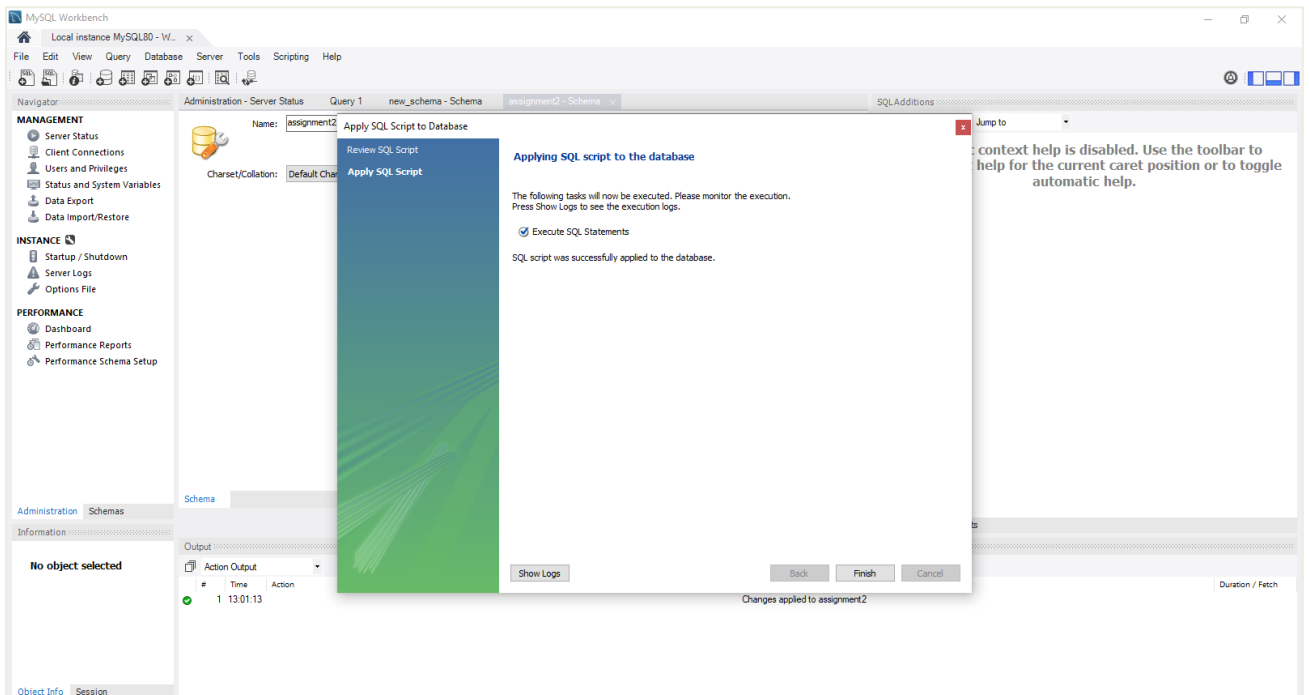 MySQL Workbench
Local instance MySQL80 - W... x
File Edit View Query Database Server Tools Scripting Help
Navigator
MANAGEMENT
Server Status
Client Connections
Users and Privileges
Status and System Variables
Data Export
Data Import/Restore
INSTANCE
Startup / Shutdown
Server Logs
Options File
PERFORMANCE
Dashboard
Performance Reports
Performance Schema Setup
Administration Schemas
Information
No object selected
Object Info Session
Administration - Server Status Query 1 new_schema - Schema assignment2 - Schema x
Name: assignment2
Charset/Collation: Default Char
Schema
Apply SQL Script to Database
Review SQL Script
Apply SQL Script
Applying SQL script to the database
The following tasks will now be executed. Please monitor the execution.
Press Show Logs to see the execution logs.
Execute SQL Statements
SQL script was successfully applied to the database.
Show Logs Back Finish Cancel
SQLAdditions
Jump to
context help is disabled. Use the toolbar to
help for the current caret position or to toggle
automatic help.
Output
Action Output
# Time Action Duration / Fetch
1 13:01:13 Changes applied to assignment2